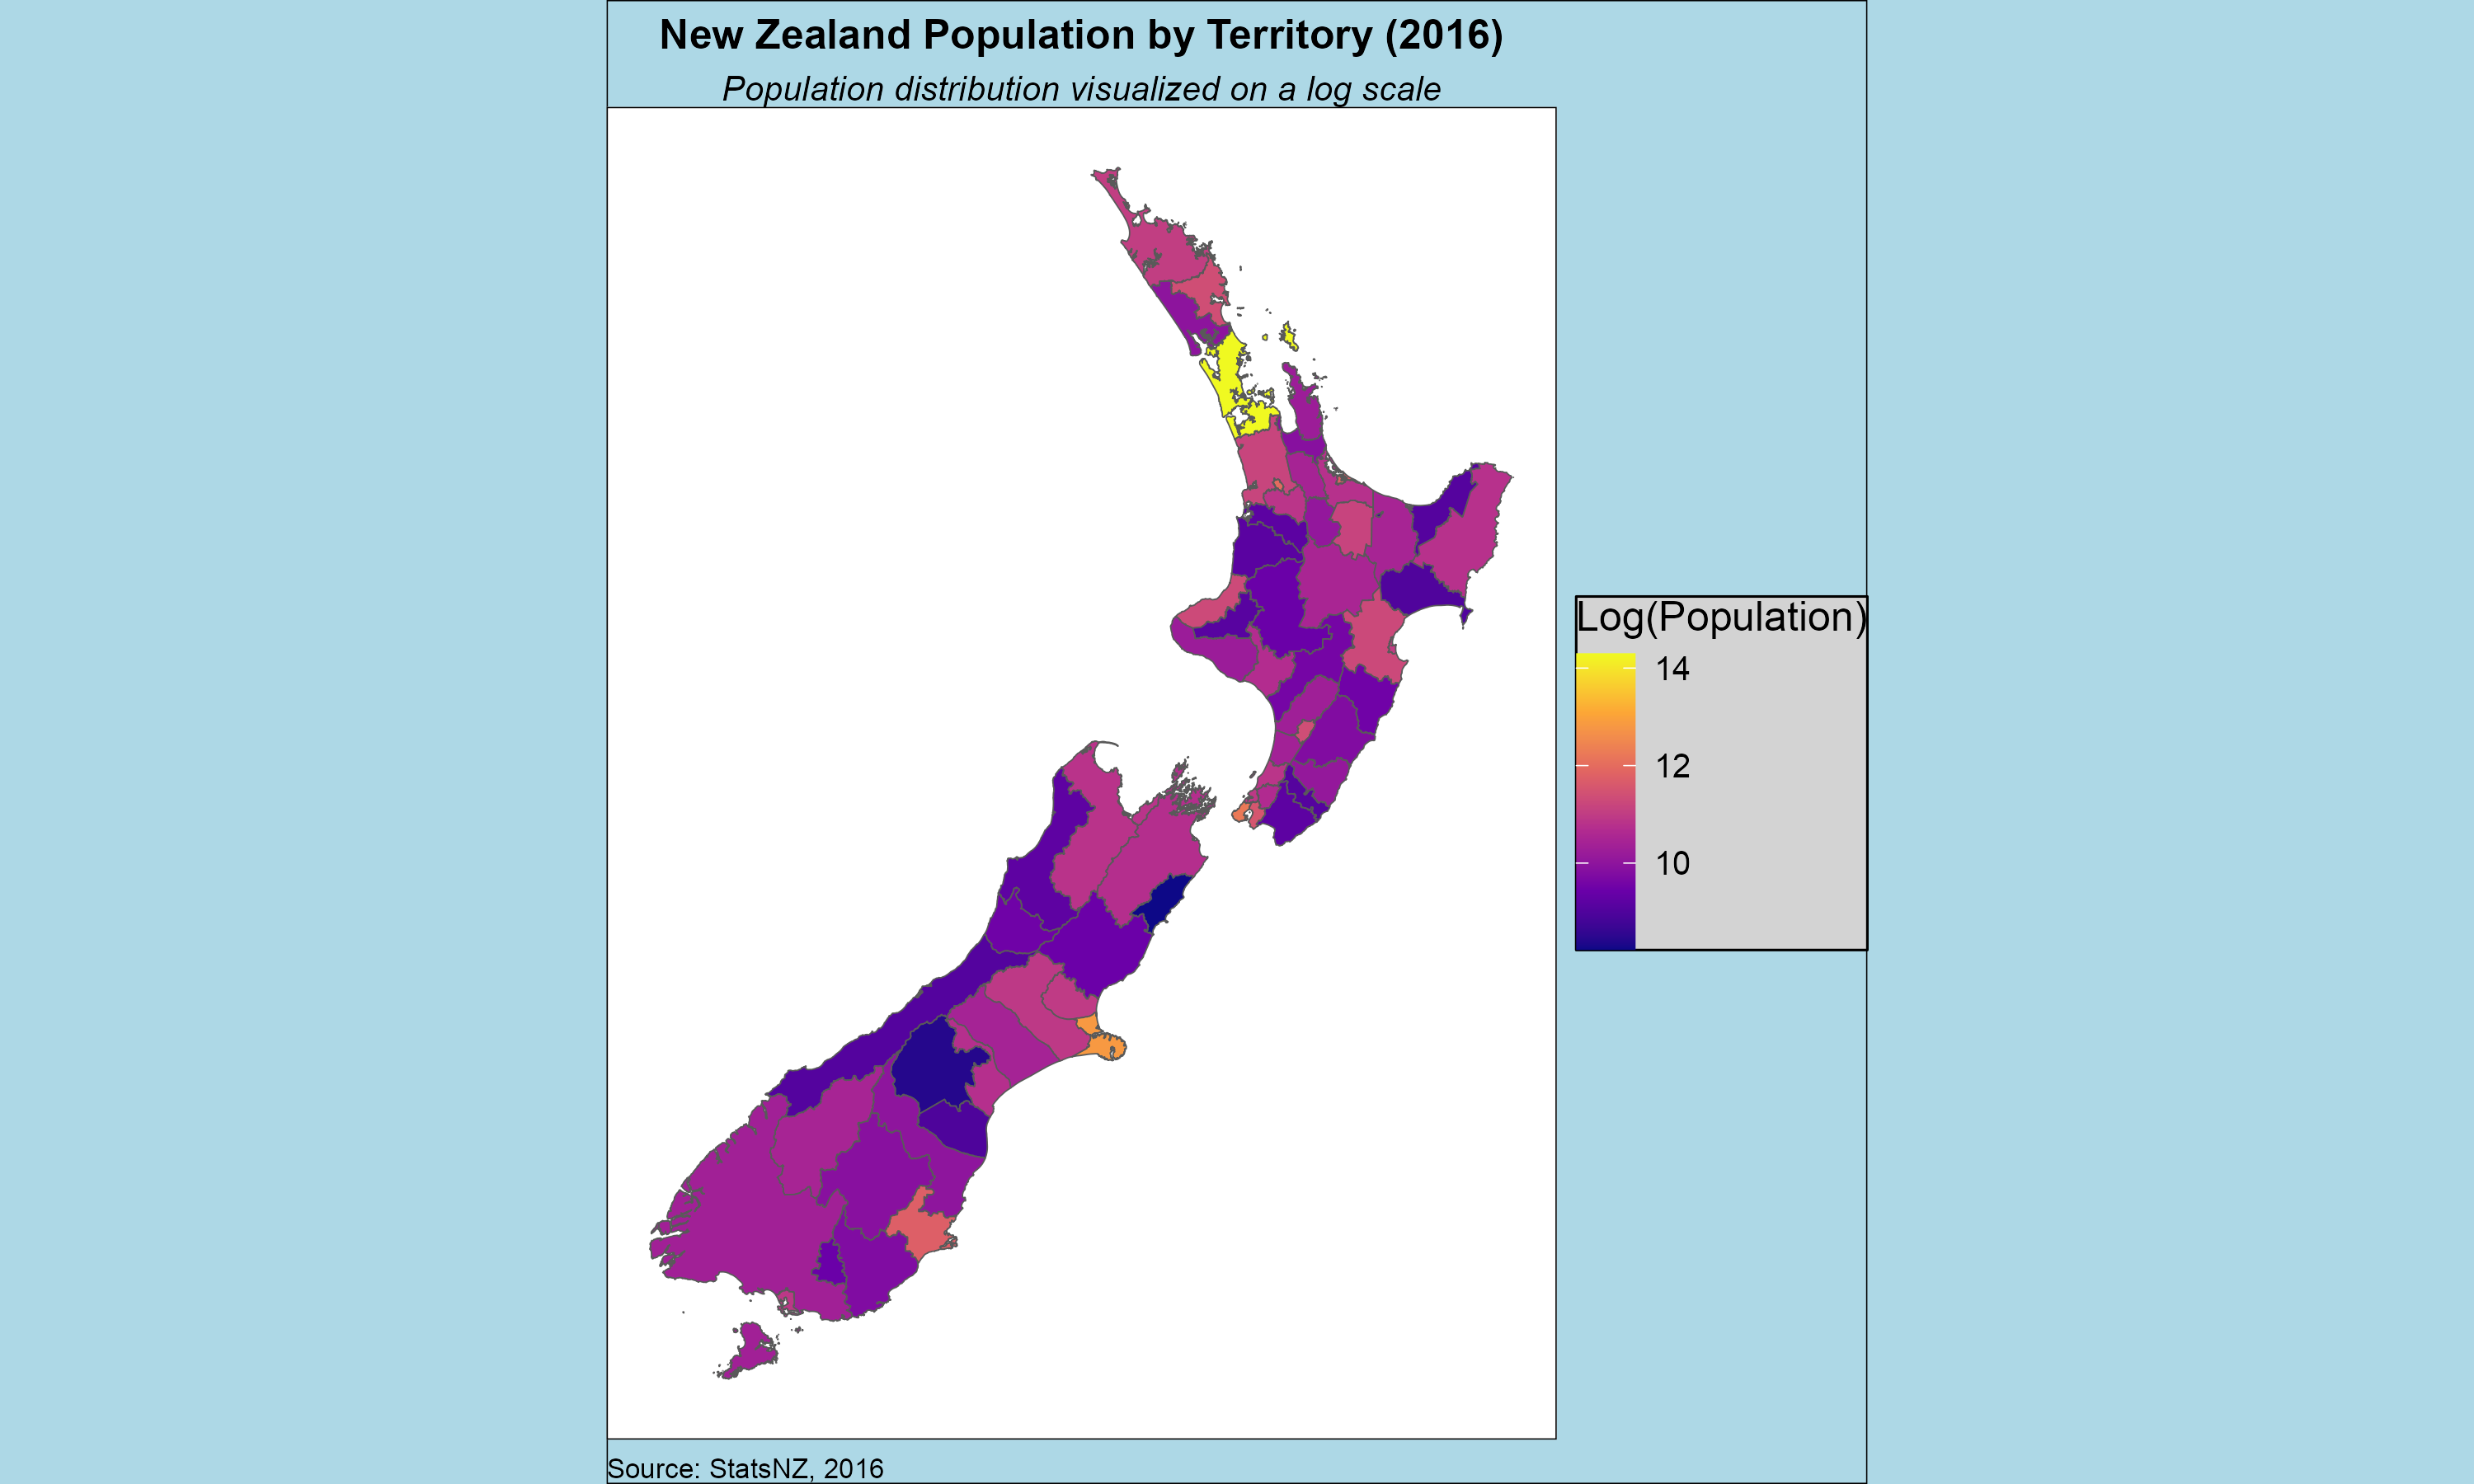 New Zealand Population by Territory (2016)
Population distribution visualized on a log scale
Log(Population)
14
12
10
Source: StatsNZ, 2016